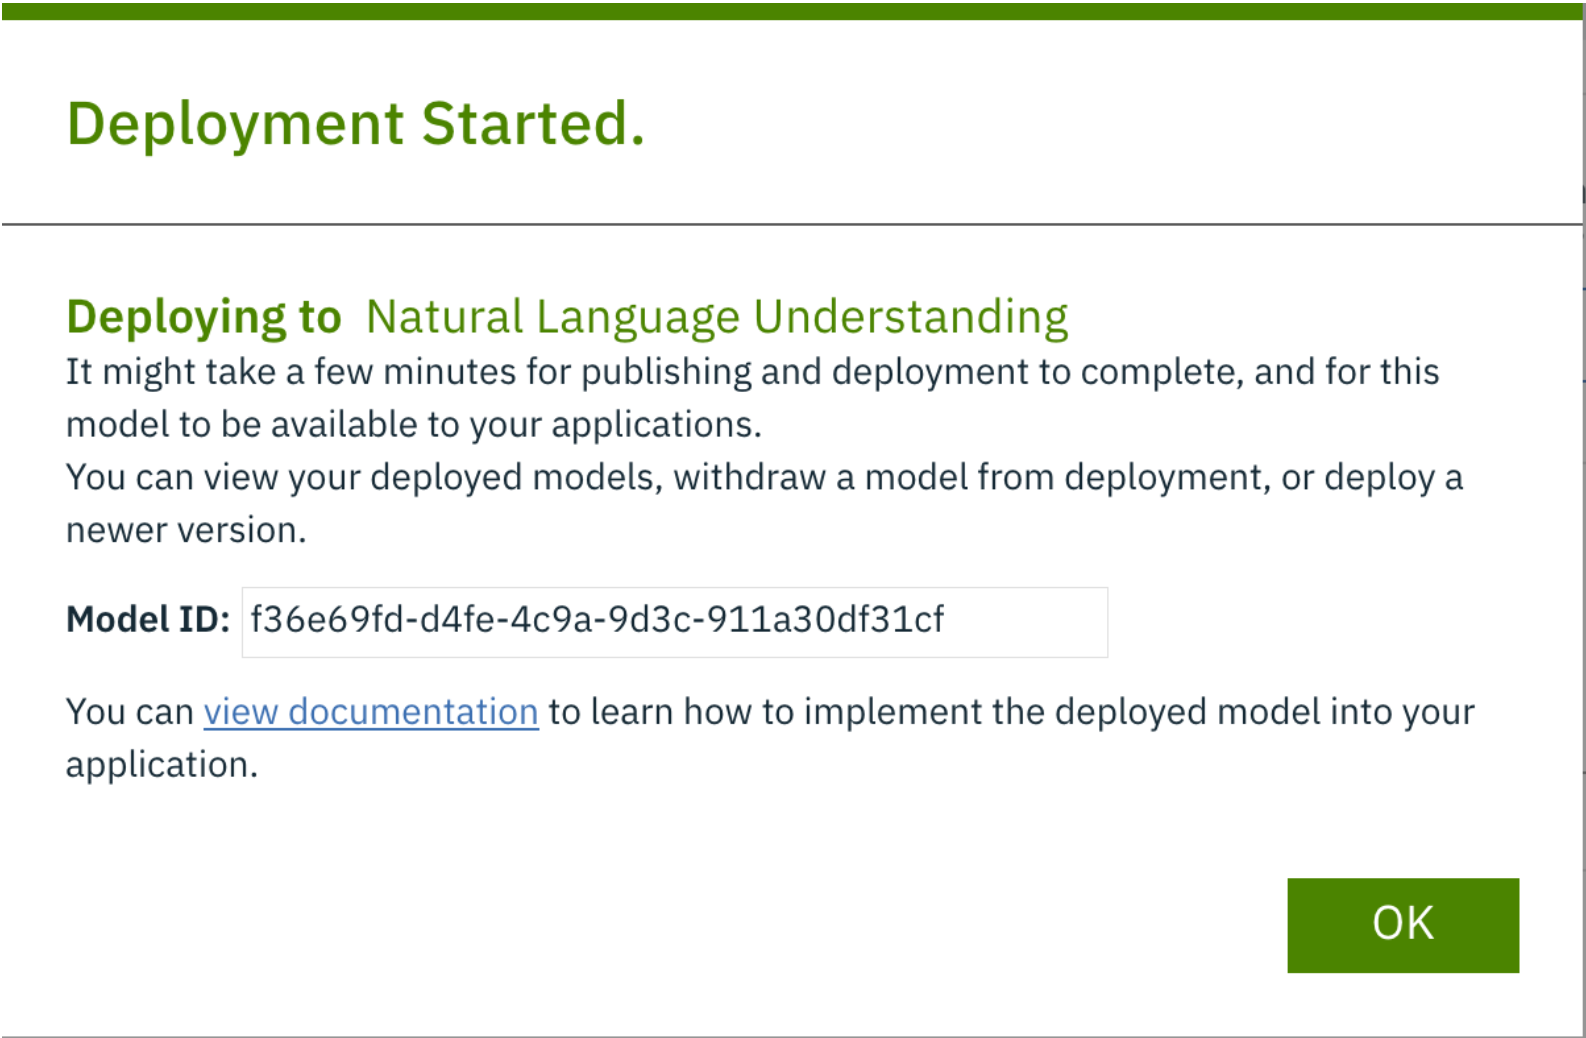 Deployment Started.
Deploying to Natural Language Understanding
It might take a few minutes for publishing and deployment to complete, and for this
model to be available to your applications.
You can view your deployed models, withdraw a model from deployment, or deploy a
newer version.
Model ID: f36e69fd-d4fe-4c9a-9d3c-911a30df31cf
You can view documentation to learn how to implement the deployed model into your
application.
OK